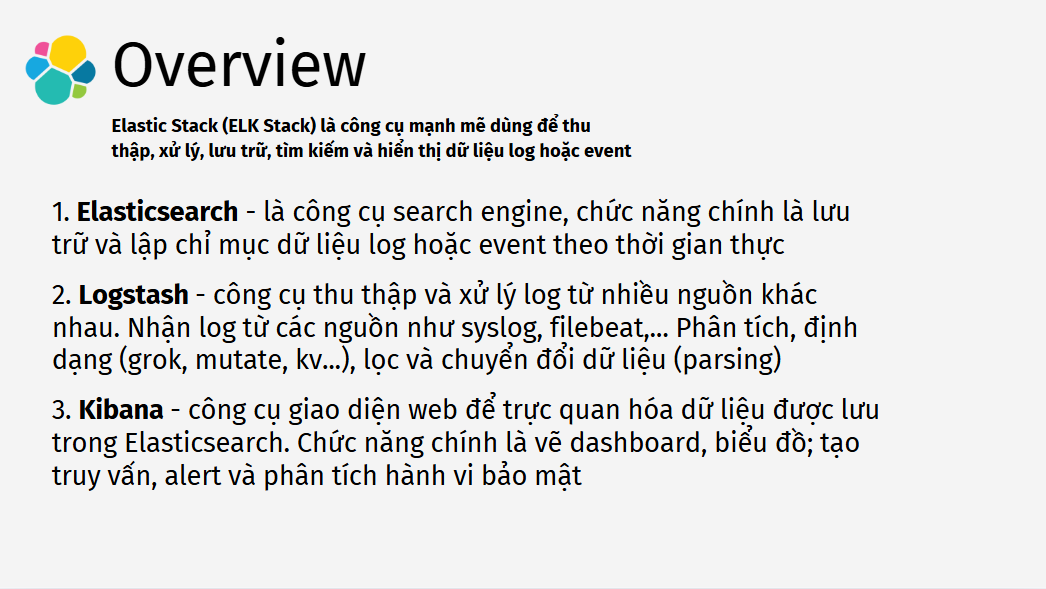 Overview
Elastic Stack (ELK Stack) là công cụ mạnh mẽ dùng để thu
thập, xử lý, lưu trữ, tìm kiếm và hiển thị dữ liệu log hoặc event
1. Elasticsearch - là công cụ search engine, chức năng chính là lưu
trữ và lập chỉ mục dữ liệu log hoặc event theo thời gian thực
2. Logstash - công cụ thu thập và xử lý log từ nhiều nguồn khác
nhau. Nhận log từ các nguồn như syslog, filebeat,... Phân tích, định
dạng (grok, mutate, kv...), lọc và chuyển đổi dữ liệu (parsing)
3. Kibana - công cụ giao diện web để trực quan hóa dữ liệu được lưu
trong Elasticsearch. Chức năng chính là vẽ dashboard, biểu đồ; tạo
truy vấn, alert và phân tích hành vi bảo mật